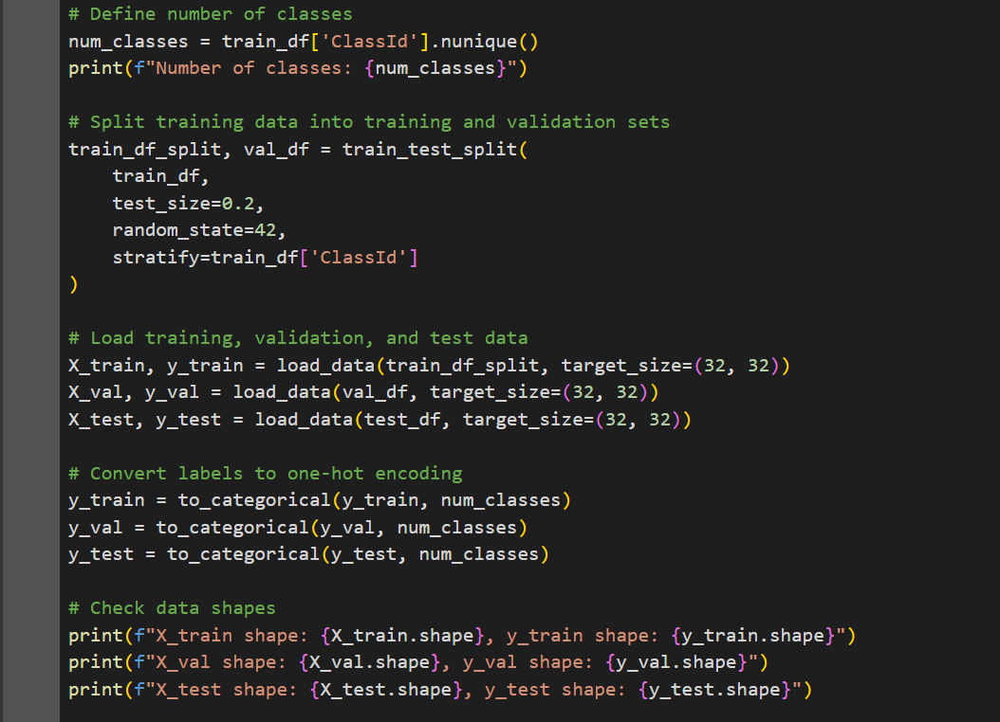 # Define number of classes
num_classes = train_df['ClassId'].nunique()
print(f"Number of classes: {num_classes}")
# Split training data into training and validation sets
train_df_split, val_df = train_test_split(
    train_df,
    test_size=0.2,
    random_state=42,
    stratify=train_df['ClassId']
)
# Load training, validation, and test data
X_train, y_train = load_data(train_df_split, target_size=(32, 32))
X_val, y_val = load_data(val_df, target_size=(32, 32))
X_test, y_test = load_data(test_df, target_size=(32, 32))
# Convert labels to one-hot encoding
y_train = to_categorical(y_train, num_classes)
y_val = to_categorical(y_val, num_classes)
y_test = to_categorical(y_test, num_classes)
# Check data shapes
print(f"X_train shape: {X_train.shape}, y_train shape: {y_train.shape}")
print(f"X_val shape: {X_val.shape}, y_val shape: {y_val.shape}")
print(f"X_test shape: {X_test.shape}, y_test shape: {y_test.shape}")